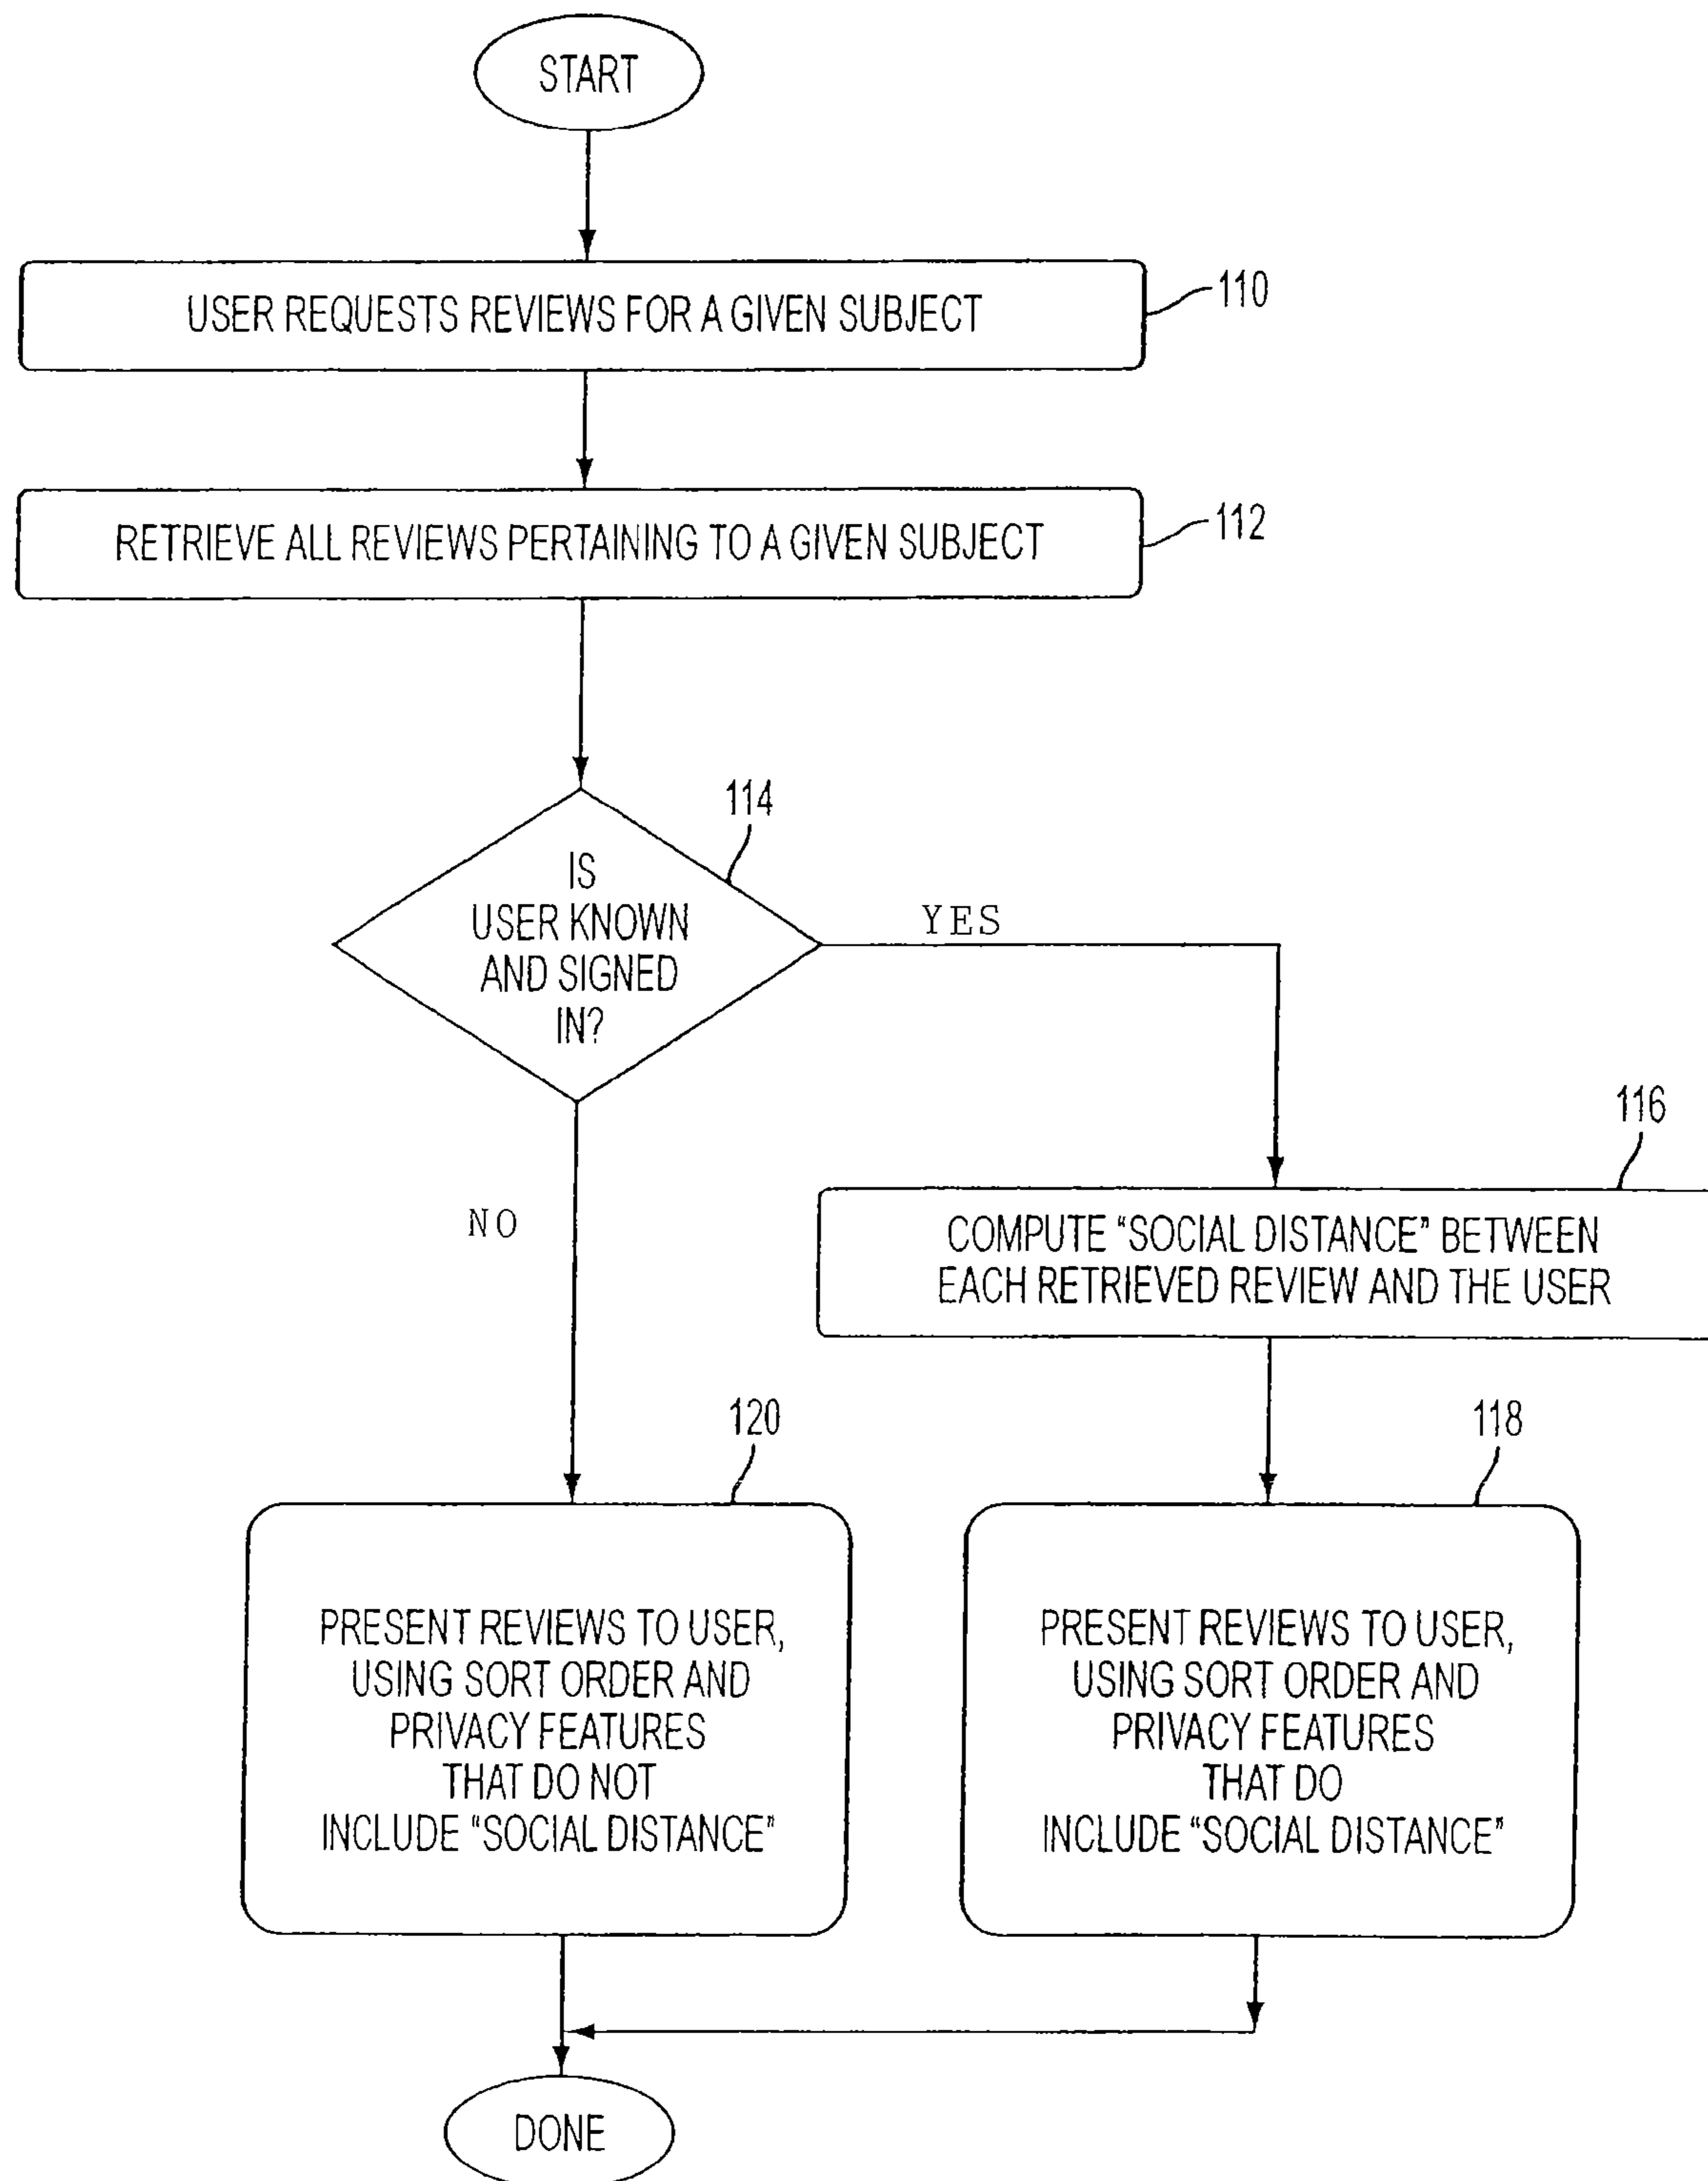 START
USER REQUESTS REVIEWS FOR A GIVEN SUBJECT
110
RETRIEVE ALL REVIEWS PERTAINING TO A GIVEN SUBJECT
112
114
IS
USER KNOWN
AND SIGNED
IN?
YES
NO
116
COMPUTE “SOCIAL DISTANCE” BETWEEN
EACH RETRIEVED REVIEW AND THE USER
120
PRESENT REVIEWS TO USER,
USING SORT ORDER AND
PRIVACY FEATURES
THAT DO NOT
INCLUDE “SOCIAL DISTANCE”
118
PRESENT REVIEWS TO USER,
USING SORT ORDER AND
PRIVACY FEATURES
THAT DO
INCLUDE “SOCIAL DISTANCE”
DONE